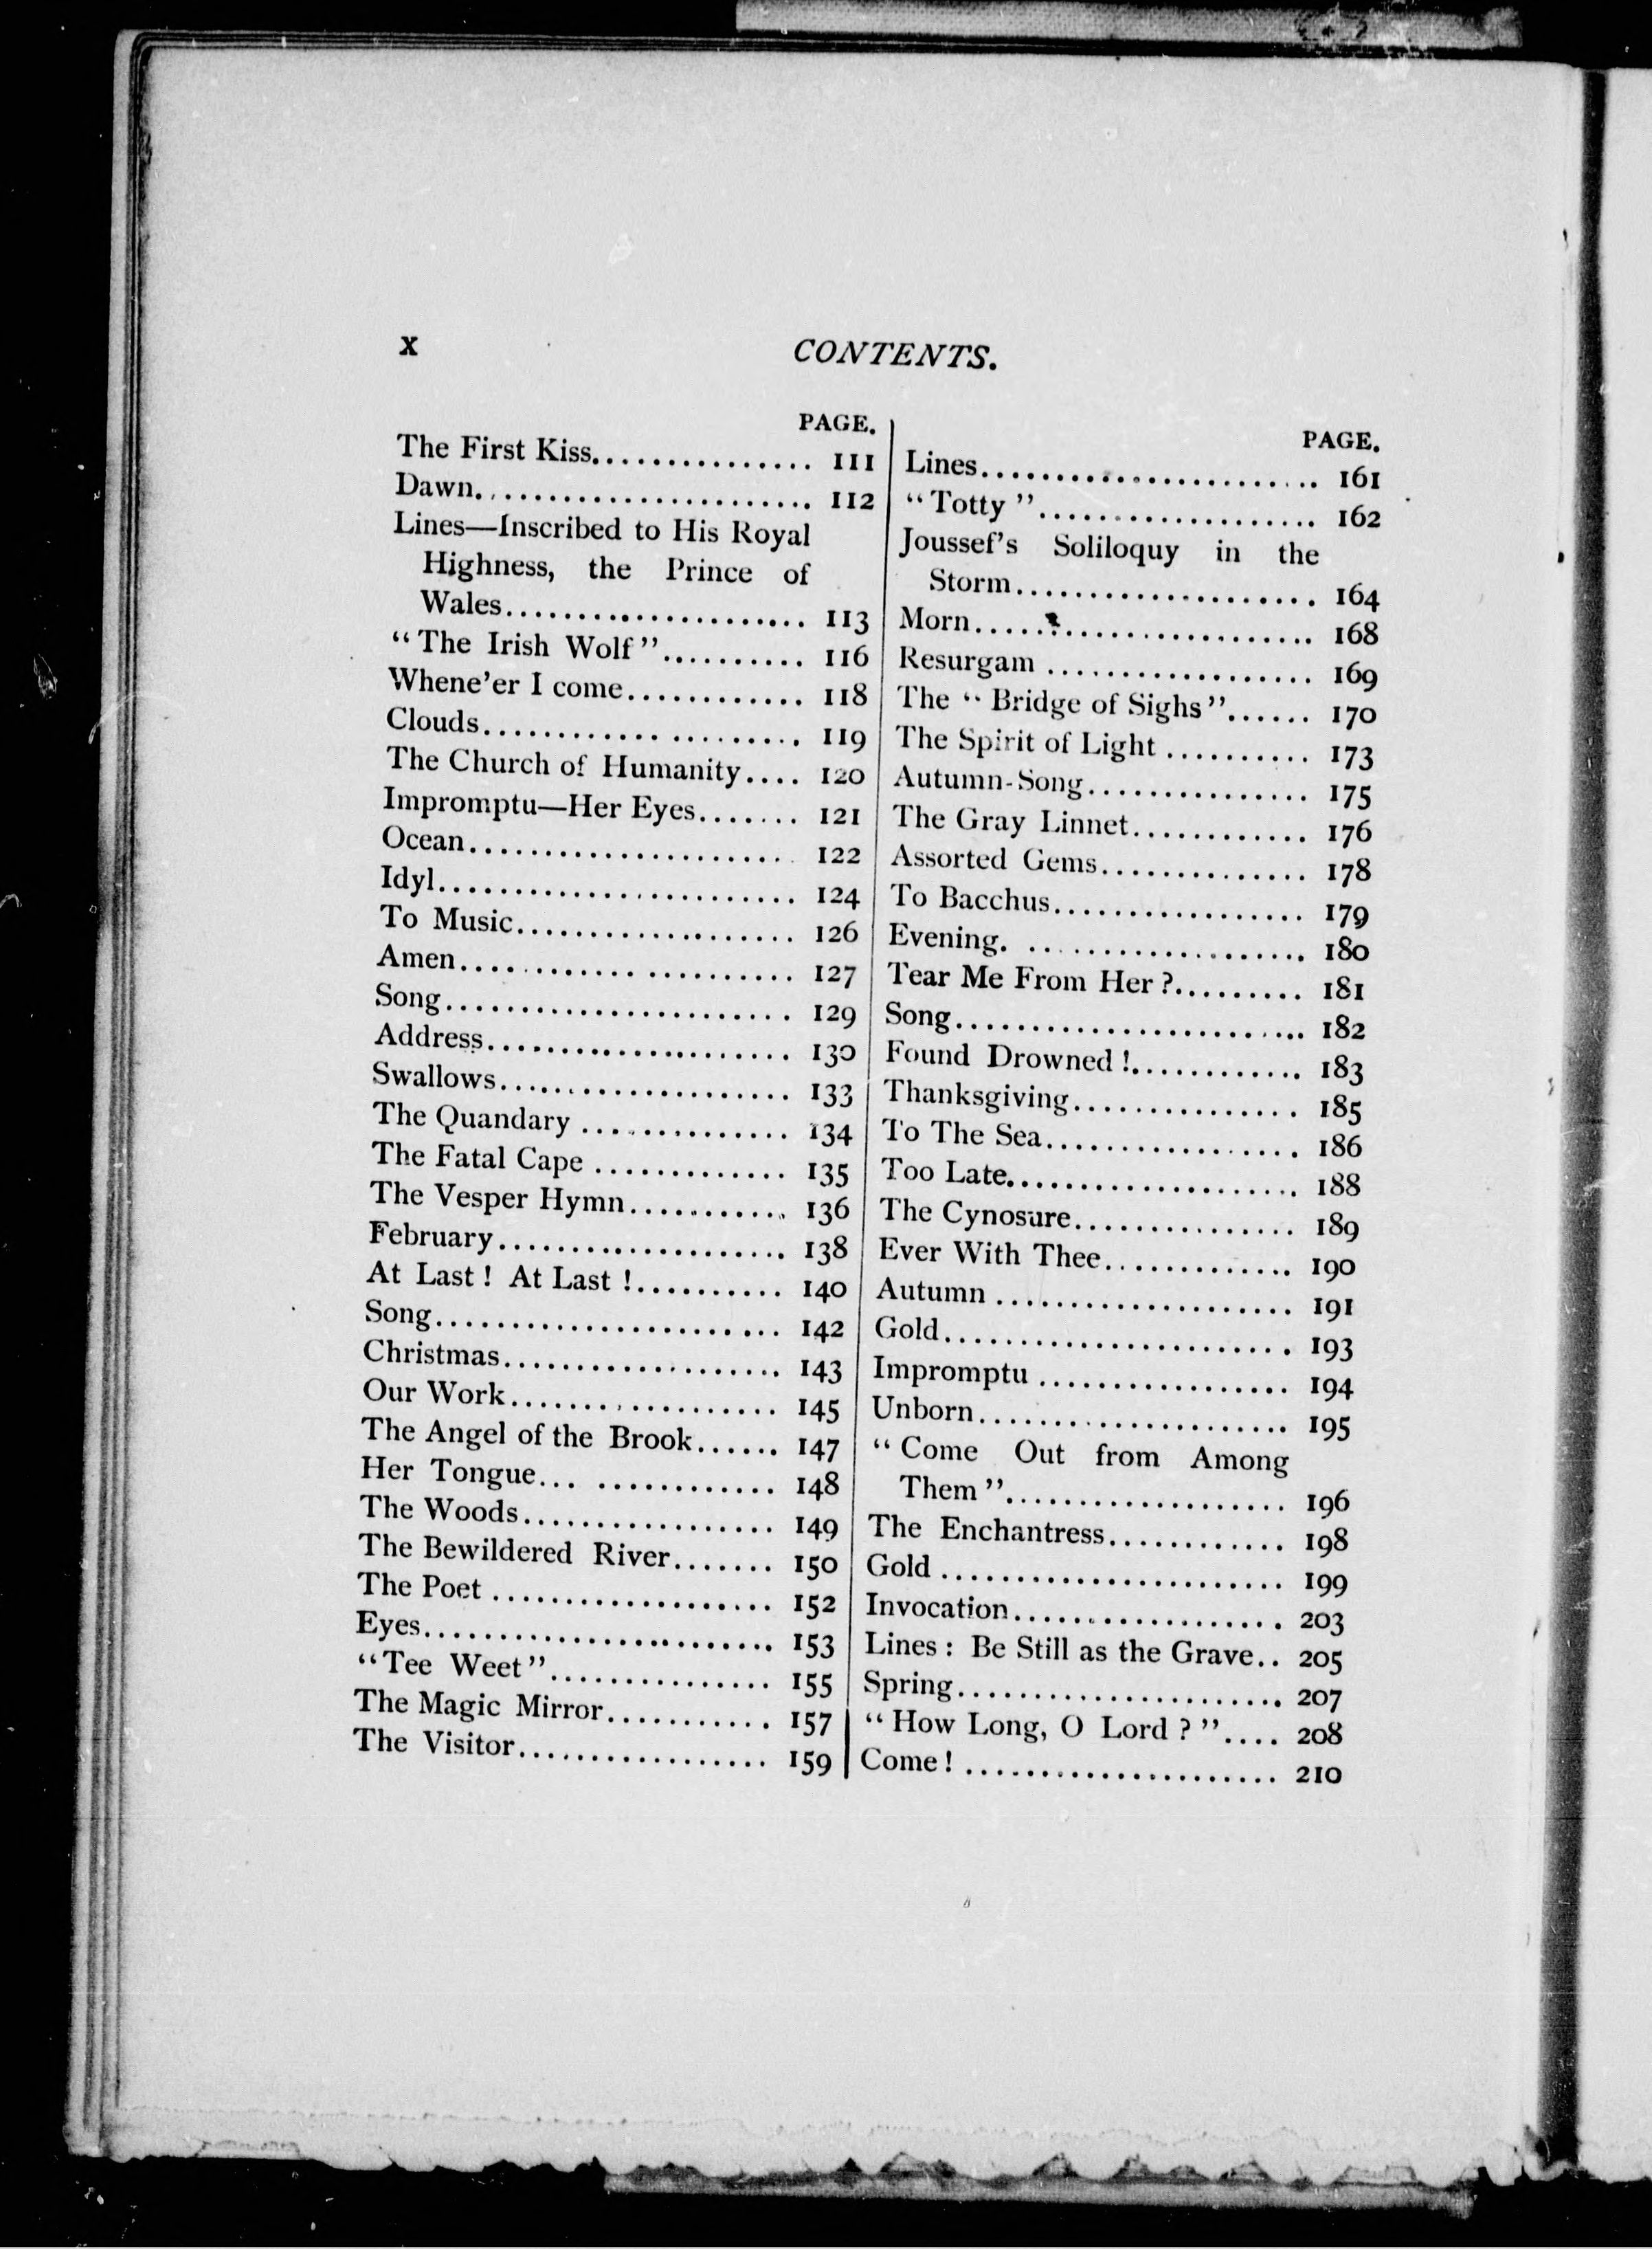 x
CONTENTS.
PAGE.
The First Kiss............... 111
Dawn....................... 112
Lines—Inscribed to His Royal
Highness, the Prince of
Wales..................... 113
“The Irish Wolf”.......... 116
Whene’er I come............ 118
Clouds..................... 119
The Church of Humanity.... 120
Impromptu—Her Eyes....... 121
Ocean...................... 122
Idyl........................ 124
To Music................... 126
Amen...................... 127
Song....................... 129
Address..................... 130
Swallows.................... 133
The Quandary .............. 134
The Fatal Cape ............. 135
The Vesper Hymn........... 136
February.................... 138
At Last! At Last!.......... 140
Song....................... 142
Christmas................... 143
Our Work.................. 145
The Angel of the Brook...... 147
Her Tongue... ............ 148
The Woods................. 149
The Bewildered River....... 150
The Poet ................... 152
Eyes........................ 153
“Tee Weet”............... 155
The Magic Mirror........... 157
The Visitor................. 159
PAGE.
Lines....................... 161
“Totty”................... 162
Joussef’s Soliloquy in the
Storm.................... 164
Morn....................... 168
Resurgam .................. 169
The “Bridge of Sighs”...... 170
The Spirit of Light .......... 173
Autumn-Song............... 175
The Gray Linnet............ 176
Assorted Gems.............. 178
To Bacchus................. 179
Evening. ................... 180
Tear Me From Her?......... 181
Song........................ 182
Found Drowned!............ 183
Thanksgiving............... 185
To The Sea................. 186
Too Late.................... 188
The Cynosure............... 189
Ever With Thee............. 190
Autumn .................... 191
Gold........................ 193
Impromptu ................. 194
Unborn..................... 195
“Come Out from Among
Them”................... 196
The Enchantress............ 198
Gold ....................... 199
Invocation.................. 203
Lines: Be Still as the Grave.. 205
Spring...................... 207
“How Long, O Lord?”.... 208
Come! ..................... 210